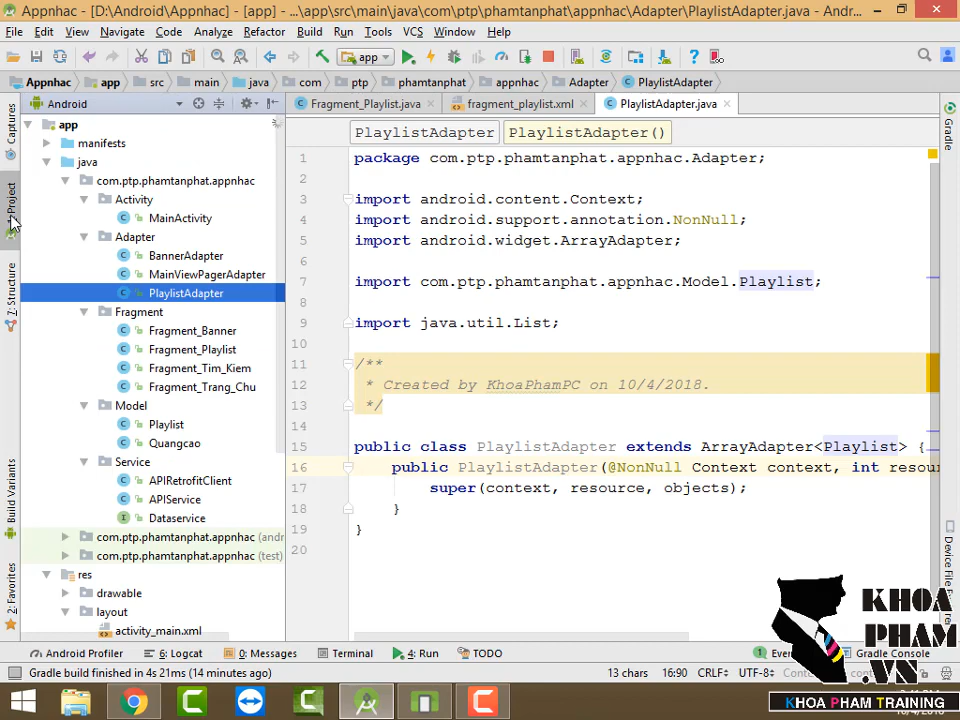 Appnhac - [D:\Android\Appnhac] - [app] - ...\app\src\main\java\com\ptp\phamtanphat\appnhac\Adapter\PlaylistAdapter.java - Andr...
File Edit View Navigate Code Analyze Refactor Build Run Tools VCS Window Help
app
Appnhac app src main java com ptp phamtanphat appnhac Adapter PlaylistAdapter
Android
Fragment_Playlist.java fragment_playlist.xml PlaylistAdapter.java
Captures
Project
Z: Structure
Build Variants
2: Favorites
app
manifests
java
com.ptp.phamtanphat.appnhac
Activity
MainActivity
Adapter
BannerAdapter
MainViewPagerAdapter
PlaylistAdapter
Fragment
Fragment_Banner
Fragment_Playlist
Fragment_Tim_Kiem
Fragment_Trang_Chu
Model
Playlist
Quangcao
Service
APIRetrofitClient
APIService
Dataservice
com.ptp.phamtanphat.appnhac (andr
com.ptp.phamtanphat.appnhac (test)
res
drawable
layout
activity_main.xml
PlaylistAdapter PlaylistAdapter()
1 package com.ptp.phamtanphat.appnhac.Adapter;
2
3 import android.content.Context;
4 import android.support.annotation.NonNull;
5 import android.widget.ArrayAdapter;
6
7 import com.ptp.phamtanphat.appnhac.Model.Playlist;
8
9 import java.util.List;
10
11 /**
12 * Created by KhoaPhamPC on 10/4/2018.
13 */
14
15 public class PlaylistAdapter extends ArrayAdapter<Playlist> {
16 public PlaylistAdapter(@NonNull Context context, int resou
17 super(context, resource, objects);
18 }
19 }
20
Gradle
Device File
KHOA
PHAM
.VN
Android Profiler 6: Logcat 0: Messages Terminal 4: Run TODO
Gradle Console
Gradle build finished in 4s 21ms (14 minutes ago)
13 chars 16:90 CRLF UTF-8
KHOA PHAM TRAINING